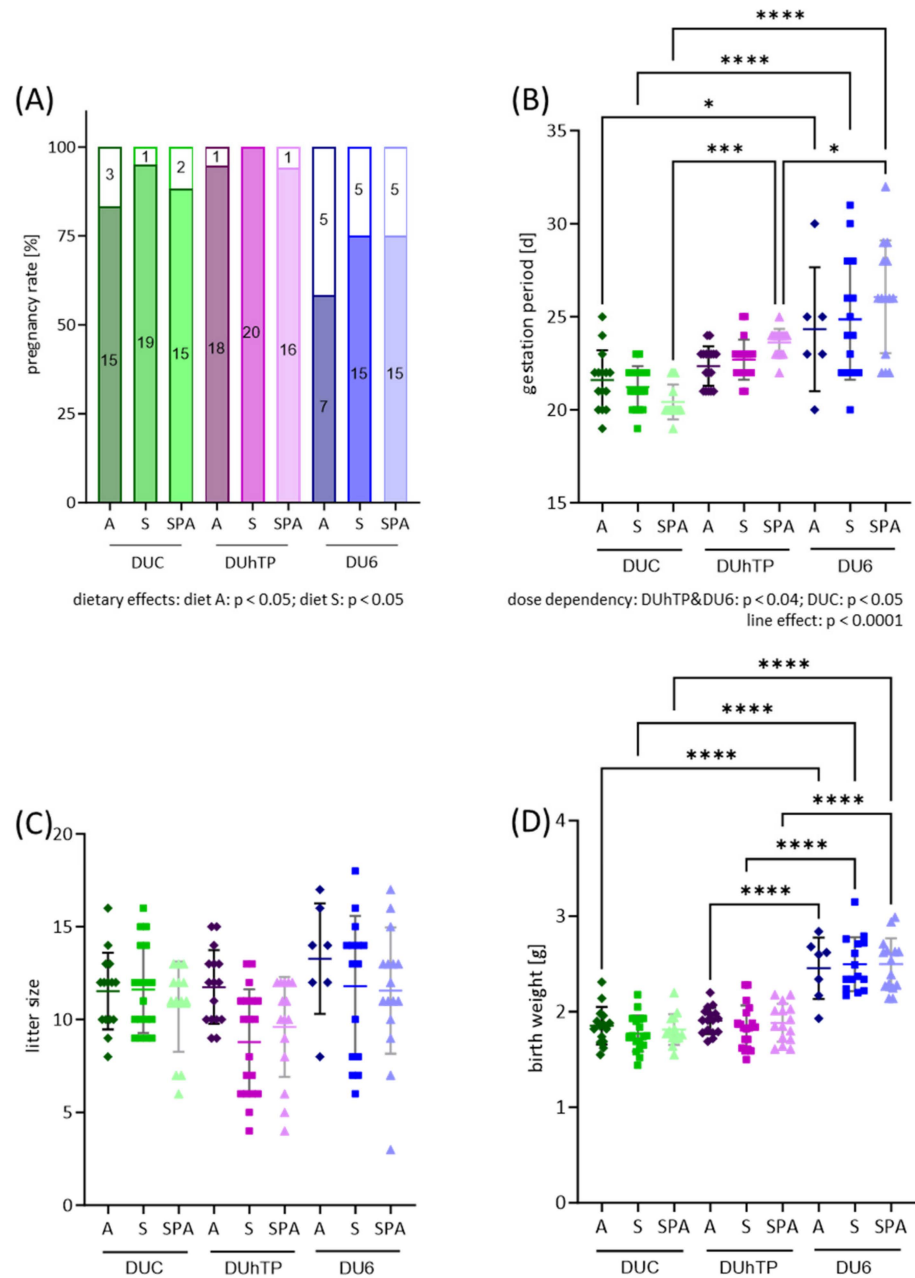 (A)
pregnancy rate [%]
100
75
50
25
0
3
1
2
1
1
5
5
5
15
19
15
18
20
16
7
15
15
A S SPA A S SPA A S SPA
DUC DUhTP DU6
dietary effects: diet A: p < 0.05; diet S: p < 0.05
(B)
****
****
*
*** *
gestation period [d]
35
30
25
20
15
A S SPA A S SPA A S SPA
DUC DUhTP DU6
dose dependency: DUhTP&DU6: p < 0.04; DUC: p < 0.05
line effect: p < 0.0001
(C)
litter size
20
15
10
5
0
A S SPA A S SPA A S SPA
DUC DUhTP DU6
(D)
****
****
****
****
****
****
birth weight [g]
4
3
2
1
0
A S SPA A S SPA A S SPA
DUC DUhTP DU6